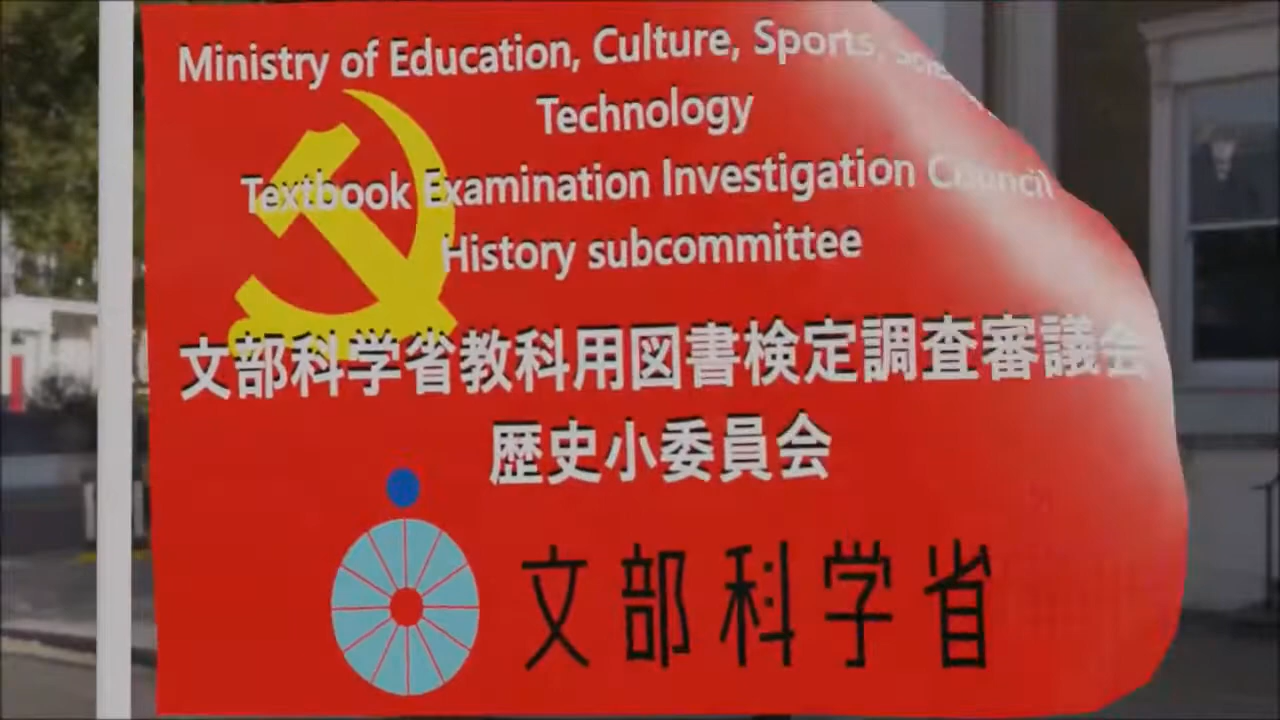 Ministry of Education, Culture, Sports,
Technology
Textbook Examination Investigation Council
History subcommittee
文部科学省教科用図書検定調査審議会
歴史小委員会
文部科学省